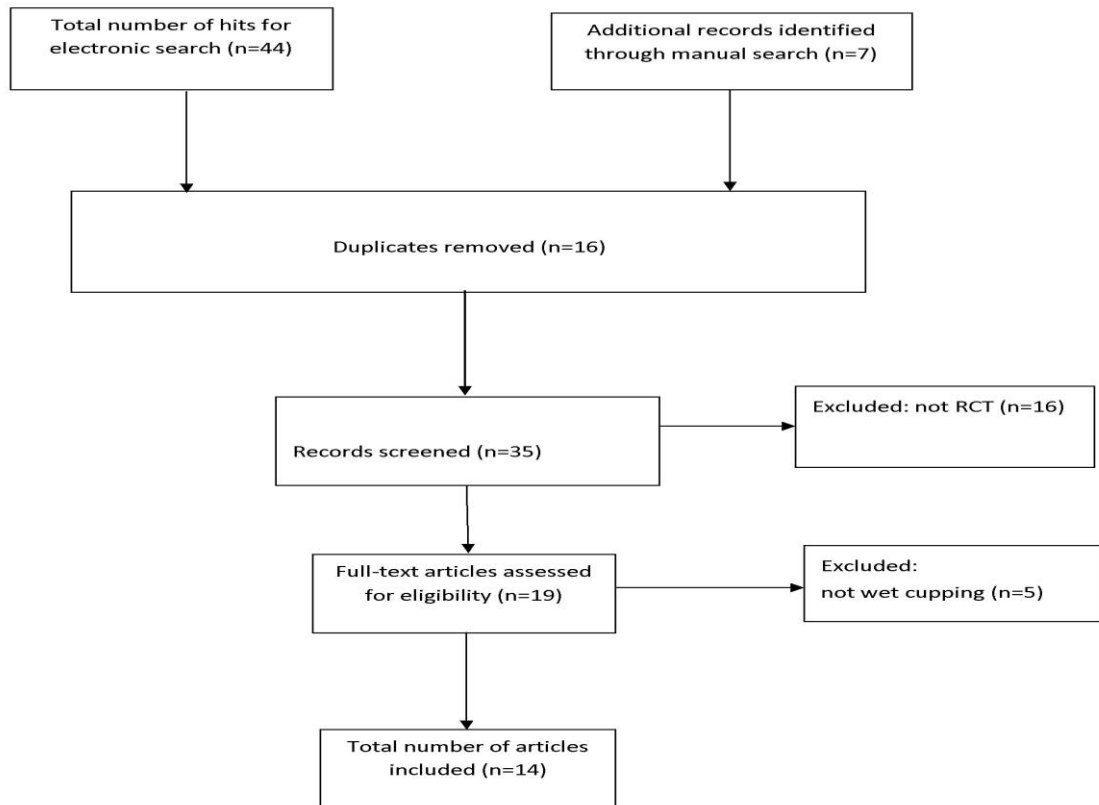 Total number of hits for
electronic search (n=44)
Additional records identified
through manual search (n=7)
Duplicates removed (n=16)
Records screened (n=35)
Excluded: not RCT (n=16)
Full-text articles assessed
for eligibility (n=19)
Excluded:
not wet cupping (n=5)
Total number of articles
included (n=14)